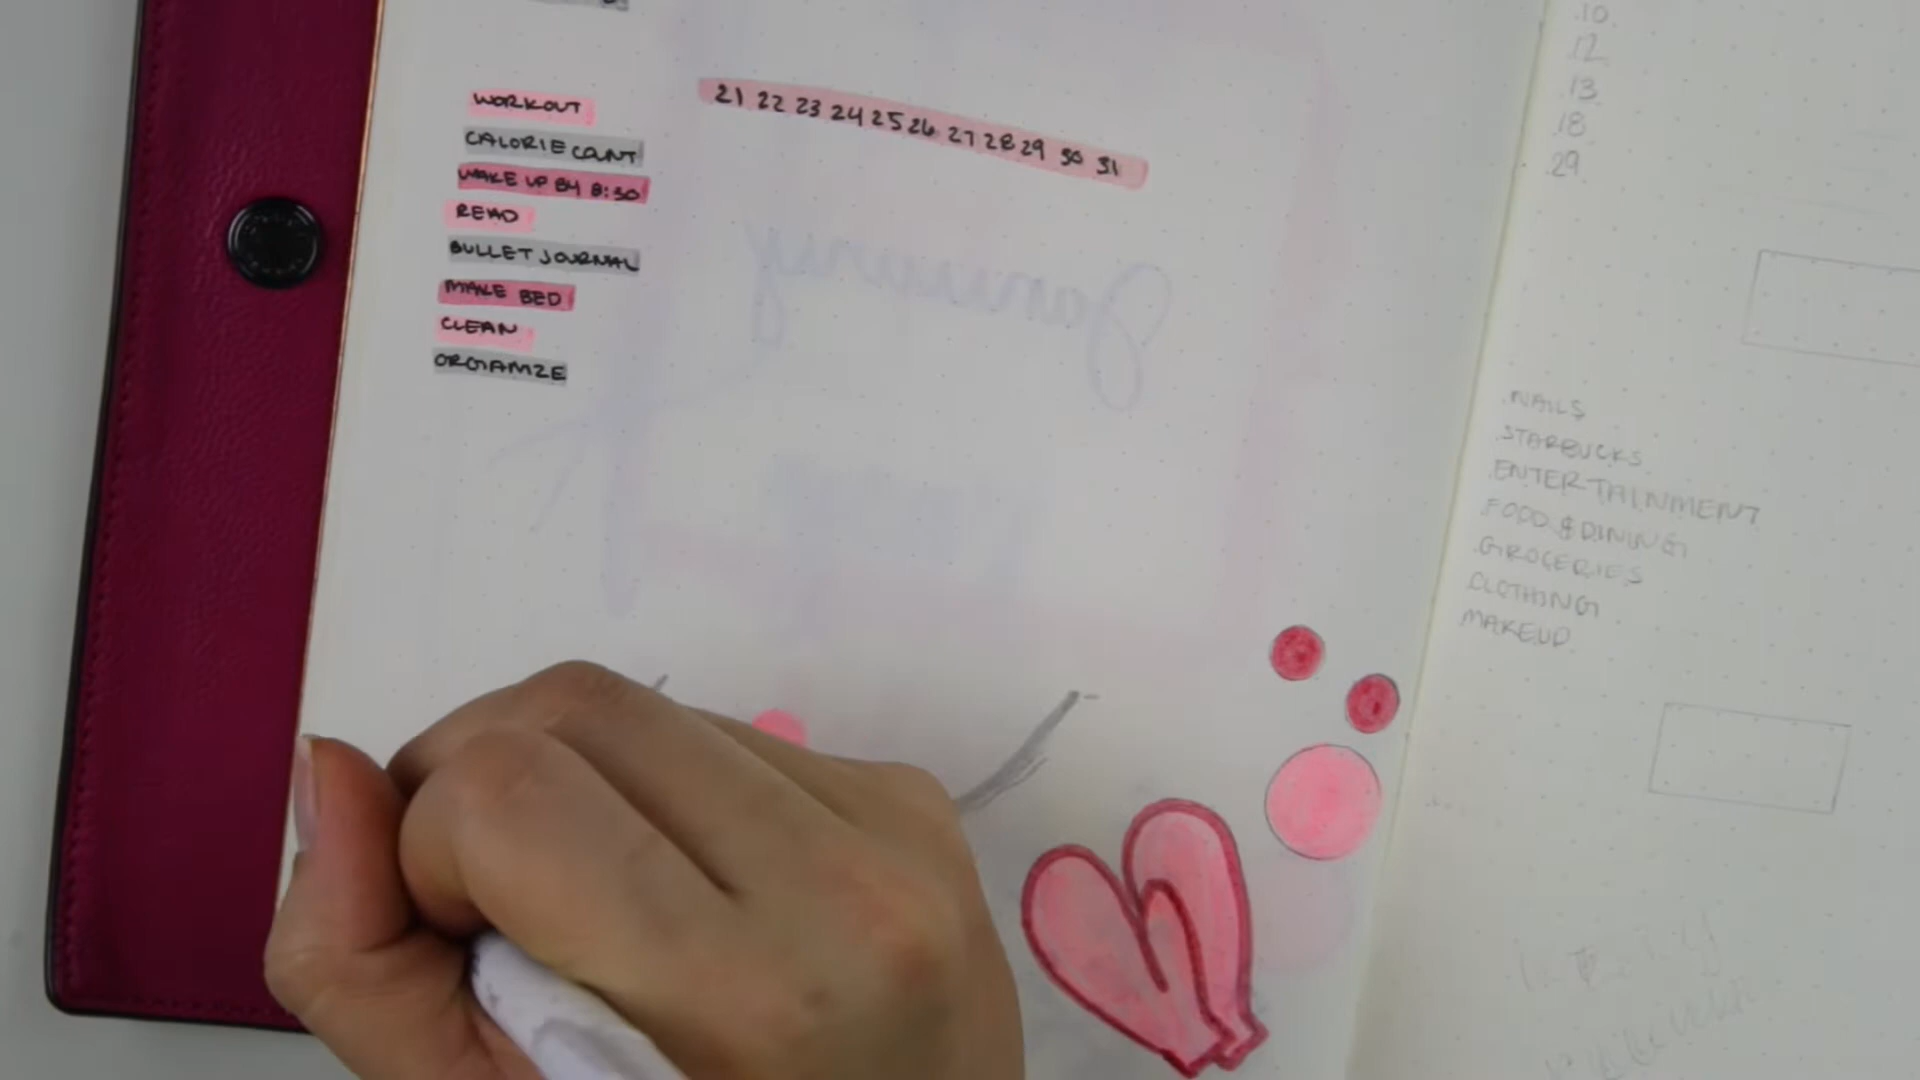 WORKOUT
CALORIE COUNT
WAKE UP BY 8:30
READ
BULLET JOURNAL
MAKE BED
CLEAN
ORGANIZE
21 22 23 24 25 26 27 28 29 30 31
January
.10.
.12.
.13.
.18
.29.
.NAILS
.STARBUCKS
.ENTERTAINMENT
.FOOD & DINING
.GROCERIES
.CLOTHING
.MAKEUP